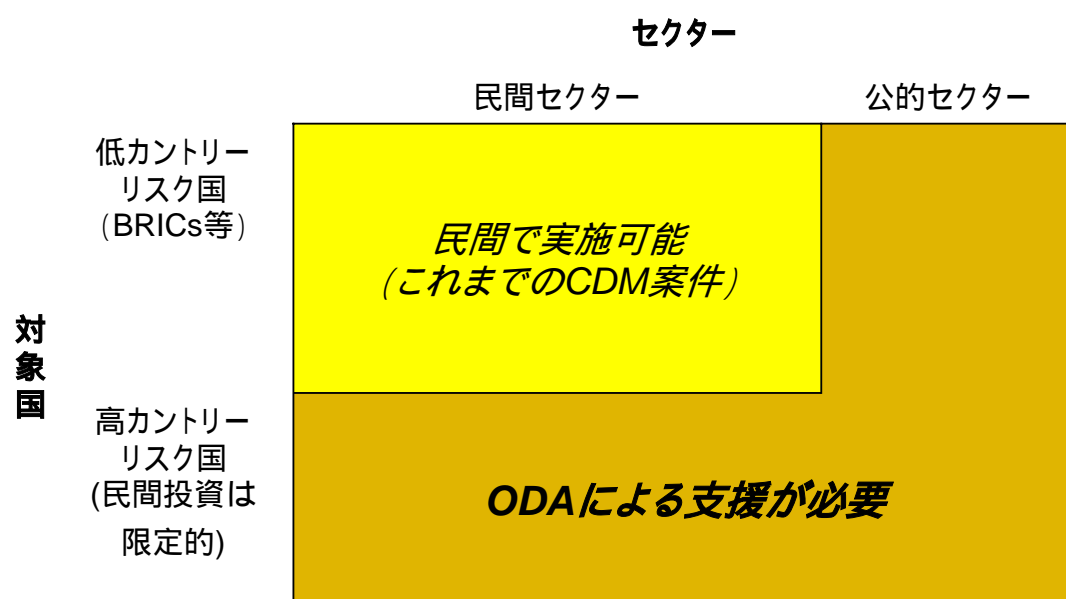 セクター
民間セクター
公的セクター
低カントリー
リスク国
(BRICs等)
民間で実施可能
(これまでのCDM案件)
対
象
国
高カントリー
リスク国
(民間投資は
限定的)
ODAによる支援が必要